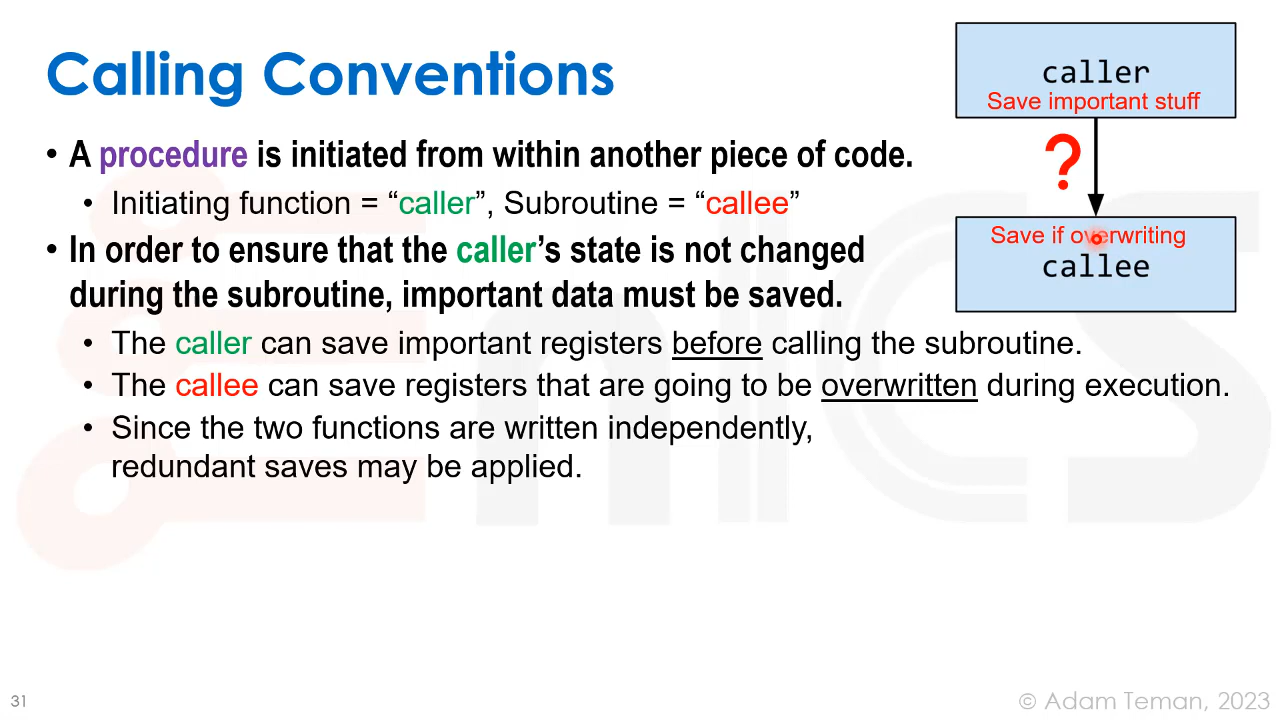 Calling Conventions
caller
Save important stuff
?
Save if overwriting
callee
• A procedure is initiated from within another piece of code.
• Initiating function = “caller”, Subroutine = “callee”
• In order to ensure that the caller’s state is not changed
during the subroutine, important data must be saved.
• The caller can save important registers before calling the subroutine.
• The callee can save registers that are going to be overwritten during execution.
• Since the two functions are written independently,
redundant saves may be applied.
31
© Adam Teman, 2023